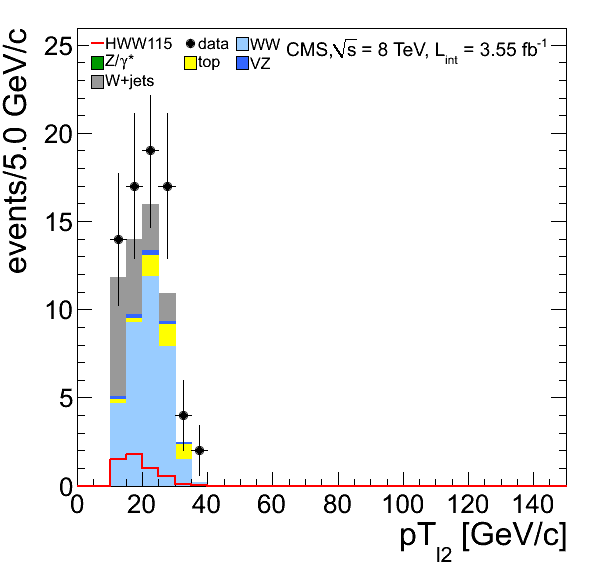 HWW115 data WW CMS,√s = 8 TeV, L_int = 3.55 fb⁻¹
Z/γ* top VZ
W+jets
events/5.0 GeV/c
25
20
15
10
5
0
0 20 40 60 80 100 120 140
pT_l2 [GeV/c]